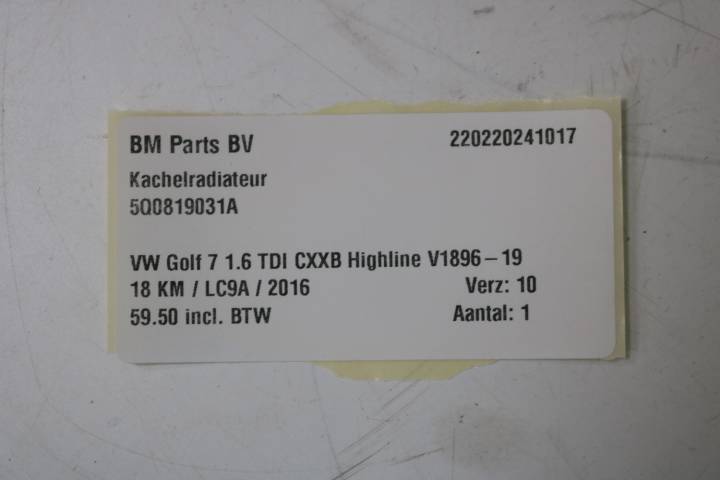 BM Parts BV 220220241017
Kachelradiateur
5Q0819031A
VW Golf 7 1.6 TDI CXXB Highline V1896-19
18 KM / LC9A / 2016 Verz: 10
59.50 incl. BTW Aantal: 1